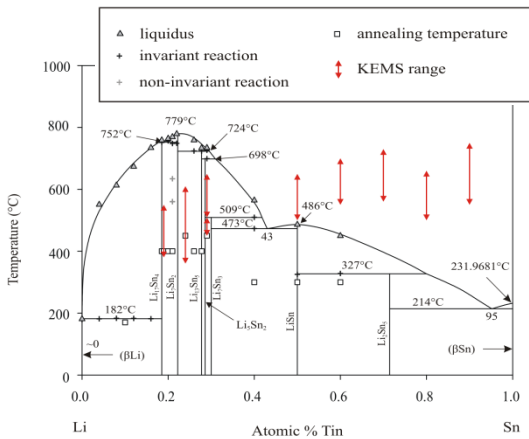 liquidus
invariant reaction
non-invariant reaction
annealing temperature
KEMS range
1000
800
600
400
200
0
Temperature (°C)
779°C
752°C
724°C
698°C
509°C
473°C
43
486°C
327°C
231.9681°C
214°C
95
182°C
~0
(βLi)
Li₁₇Sn₄
Li₇Sn₂
Li₁₃Sn₅
Li₇Sn₃
Li₅Sn₂
LiSn
Li₂Sn₅
(βSn)
0.0 0.2 0.4 0.6 0.8 1.0
Li Atomic % Tin Sn